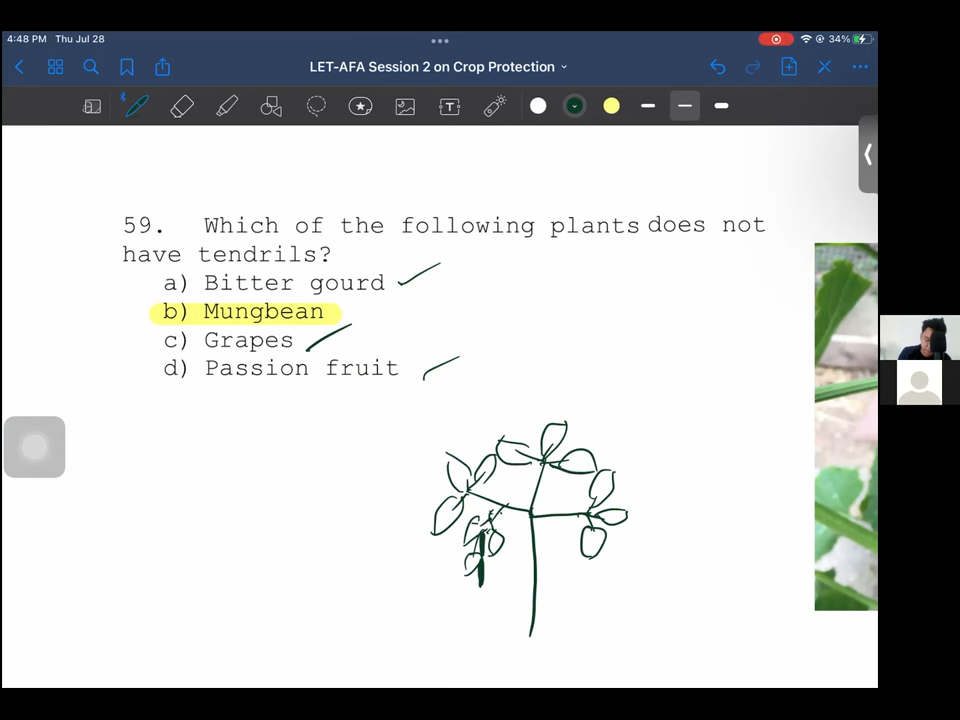 4:48 PM Thu Jul 28
34%
LET-AFA Session 2 on Crop Protection
T
59. Which of the following plants does not
have tendrils?
a) Bitter gourd
b) Mungbean
c) Grapes
d) Passion fruit